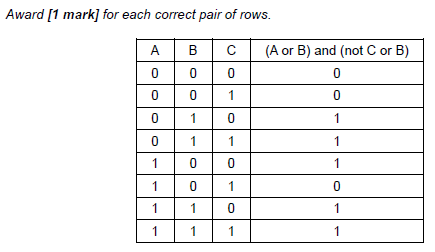 Award [1 mark] for each correct pair of rows.
A B C (A or B) and (not C or B)
0 0 0 0
0 0 1 0
0 1 0 1
0 1 1 1
1 0 0 1
1 0 1 0
1 1 0 1
1 1 1 1